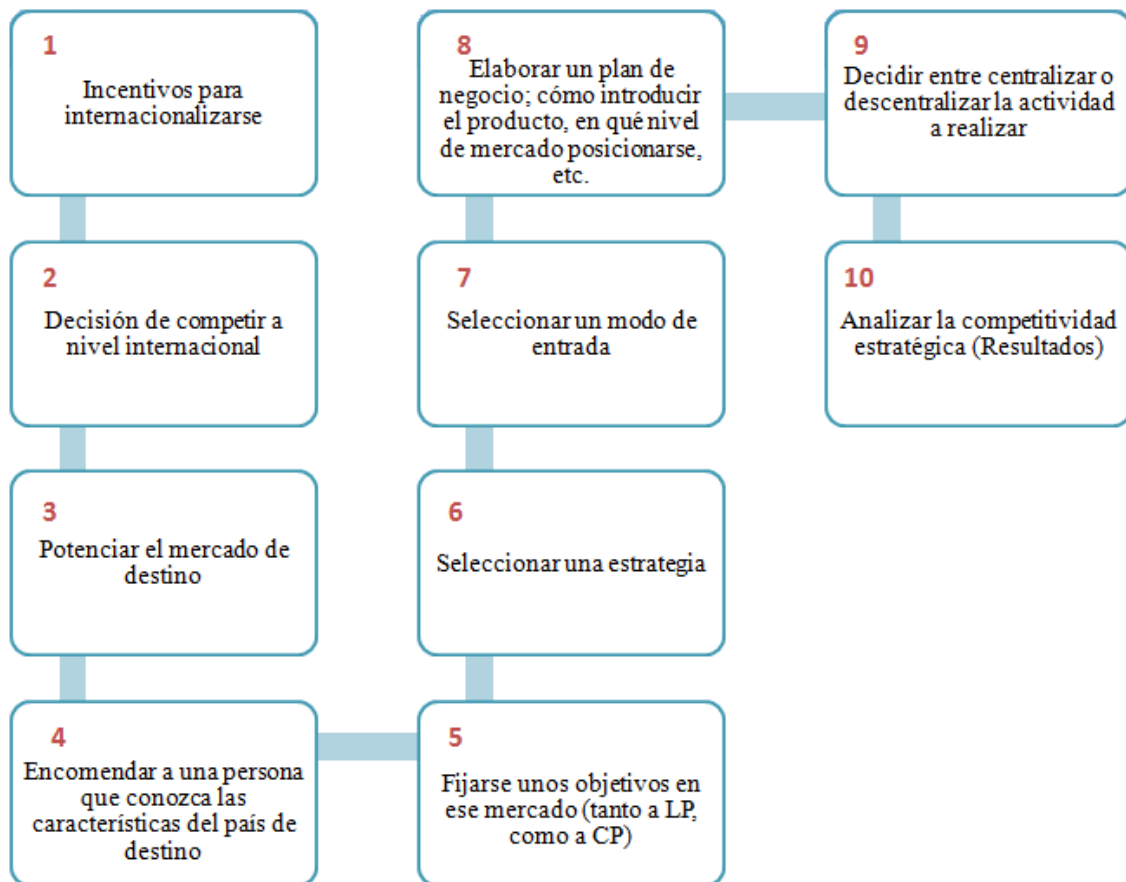 1
Incentivos para
internacionalizarse
2
Decisión de competir a
nivel internacional
3
Potenciar el mercado de
destino
4
Encomendar a una persona
que conozca las
características del país de
destino
5
Fijarse unos objetivos en
ese mercado (tanto a LP,
como a CP)
6
Seleccionar una estrategia
7
Seleccionar un modo de
entrada
8
Elaborar un plan de
negocio; cómo introducir
el producto, en qué nivel
de mercado posicionarse,
etc.
9
Decidir entre centralizar o
descentralizar la actividad
a realizar
10
Analizar la competitividad
estratégica (Resultados)